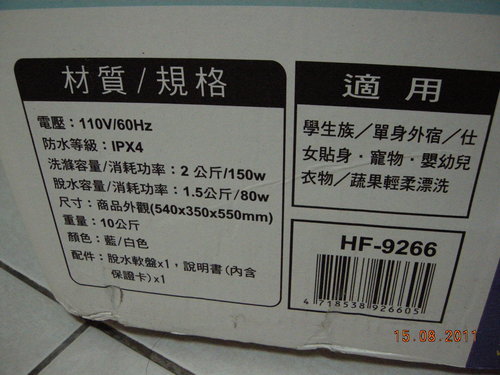 材質/規格
電壓：110V/60Hz
防水等級：IPX4
洗滌容量/消耗功率：2 公斤/150w
脫水容量/消耗功率：1.5公斤/80w
尺寸：商品外觀(540x350x550mm)
重量：10公斤
顏色：藍/白色
配件：脫水軟盤x1，說明書(內含
保證卡)x1
適用
學生族／單身外宿／仕
女貼身．寵物．嬰幼兒
衣物／蔬果輕柔漂洗
HF-9266
4 718538 926605
15.08.2011